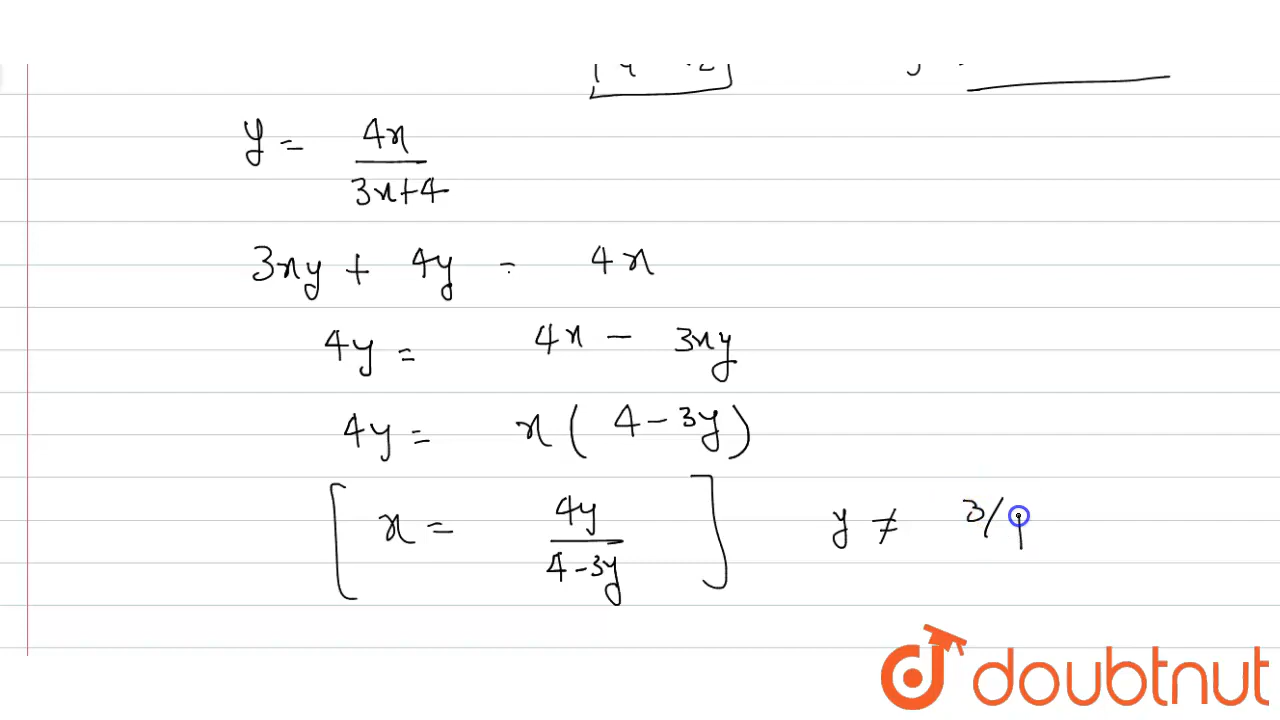 y = 4x / 3x+4
3xy + 4y = 4x
4y = 4x - 3xy
4y = x ( 4 - 3y )
[ x = 4y / 4-3y ] y ≠ 3/
doubtnut